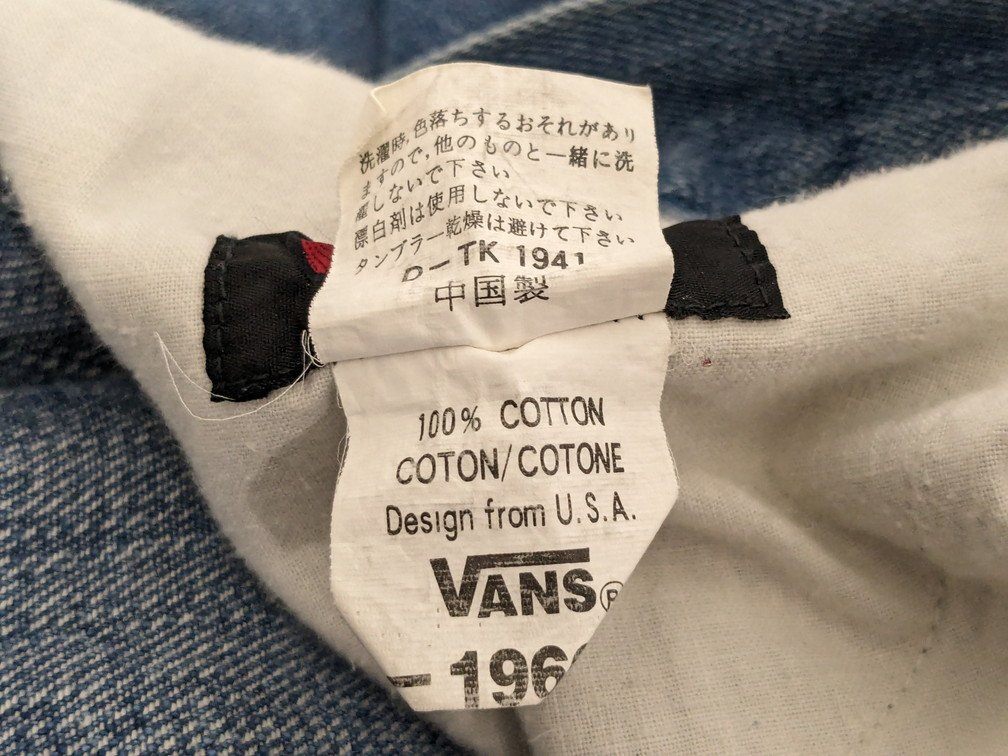 洗濯時,色落ちするおそれがあり
ますので,他のものと一緒に洗
濯しないで下さい
漂白剤は使用しないで下さい
タンブラー乾燥は避けて下さい
TK 1941
中国製
100% COTTON
COTON/COTONE
Design from U.S.A.
VANS®